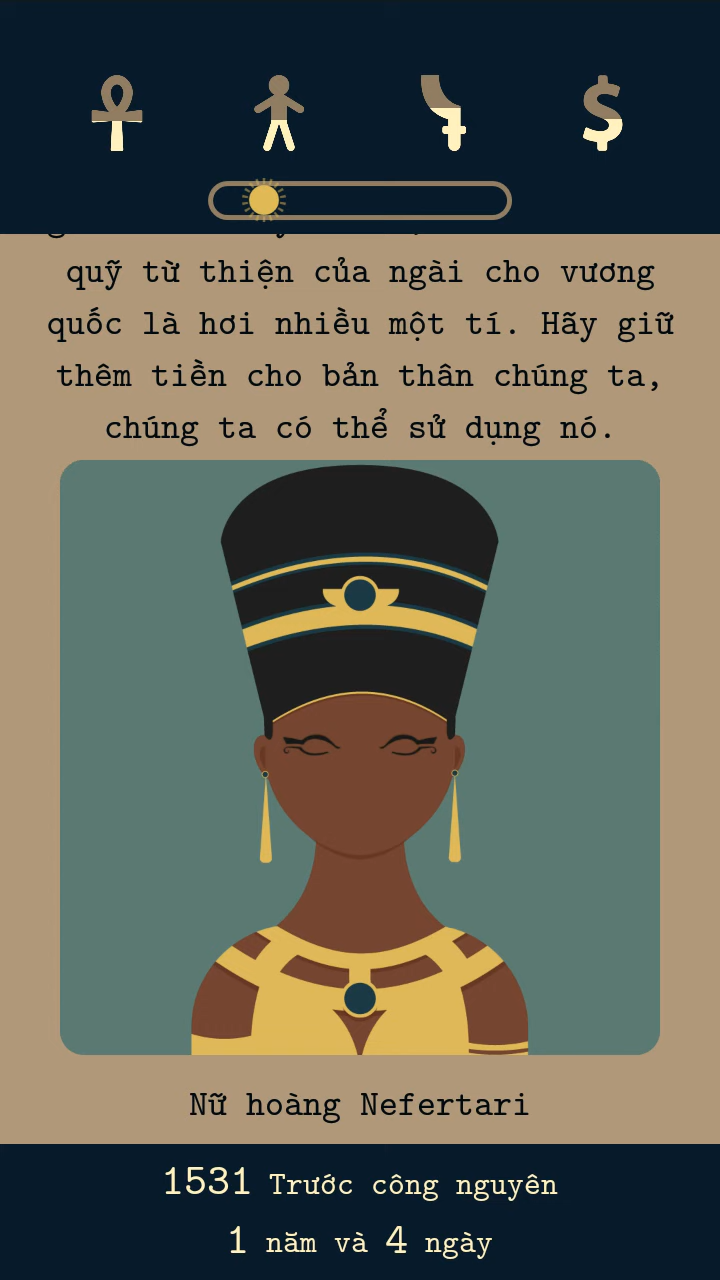 quỹ từ thiện của ngài cho vương
quốc là hơi nhiều một tí. Hãy giữ
thêm tiền cho bản thân chúng ta,
chúng ta có thể sử dụng nó.
Nữ hoàng Nefertari
1531 Trước công nguyên
1 năm và 4 ngày